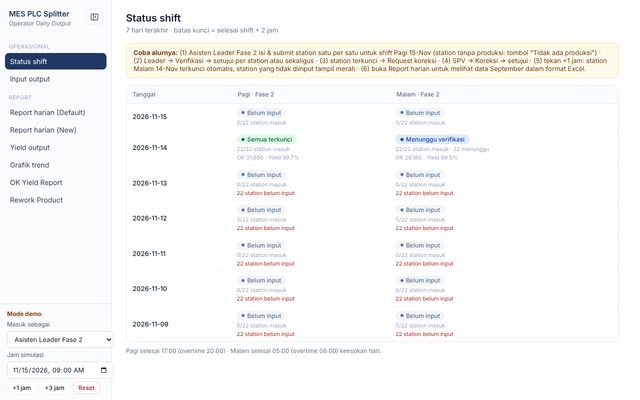 MES PLC Splitter
Operator Daily Output
OPERASIONAL
Status shift
Input output
REPORT
Report harian (Default)
Report harian (New)
Yield output
Grafik trend
OK Yield Report
Rework Product
Mode demo
Masuk sebagai
Asisten Leader Fase 2
Jam simulasi
11/15/2026, 09:00 AM
+1 jam
+3 jam
Reset
Status shift
7 hari terakhir · batas kunci = selesai shift + 2 jam
Coba alurnya: (1) Asisten Leader Fase 2 isi & submit station satu per satu untuk shift Pagi 15-Nov (station tanpa produksi: tombol "Tidak ada produksi") ·
(2) Leader → Verifikasi → setujui per station atau sekaligus · (3) station terkunci → Request koreksi · (4) SPV → Koreksi → setujui · (5) tekan +1 jam: station
Malam 14-Nov terkunci otomatis, station yang tidak diinput tampil merah · (6) buka Report harian untuk melihat data September dalam format Excel.
Tanggal Pagi · Fase 2 Malam · Fase 2
2026-11-15
Belum input
0/22 station masuk
Belum input
0/22 station masuk
2026-11-14
Semua terkunci
22/22 station masuk
OK 31,656 · Yield 99.7%
Menunggu verifikasi
22/22 station masuk · 22 menunggu
OK 29,180 · Yield 99.5%
2026-11-13
Belum input
0/22 station masuk
22 station belum input
Belum input
0/22 station masuk
22 station belum input
2026-11-12
Belum input
0/22 station masuk
22 station belum input
Belum input
0/22 station masuk
22 station belum input
2026-11-11
Belum input
0/22 station masuk
22 station belum input
Belum input
0/22 station masuk
22 station belum input
2026-11-10
Belum input
0/22 station masuk
22 station belum input
Belum input
0/22 station masuk
22 station belum input
2026-11-09
Belum input
0/22 station masuk
22 station belum input
Belum input
0/22 station masuk
22 station belum input
Pagi selesai 17:00 (overtime 20:00) · Malam selesai 05:00 (overtime 08:00) keesokan hari.